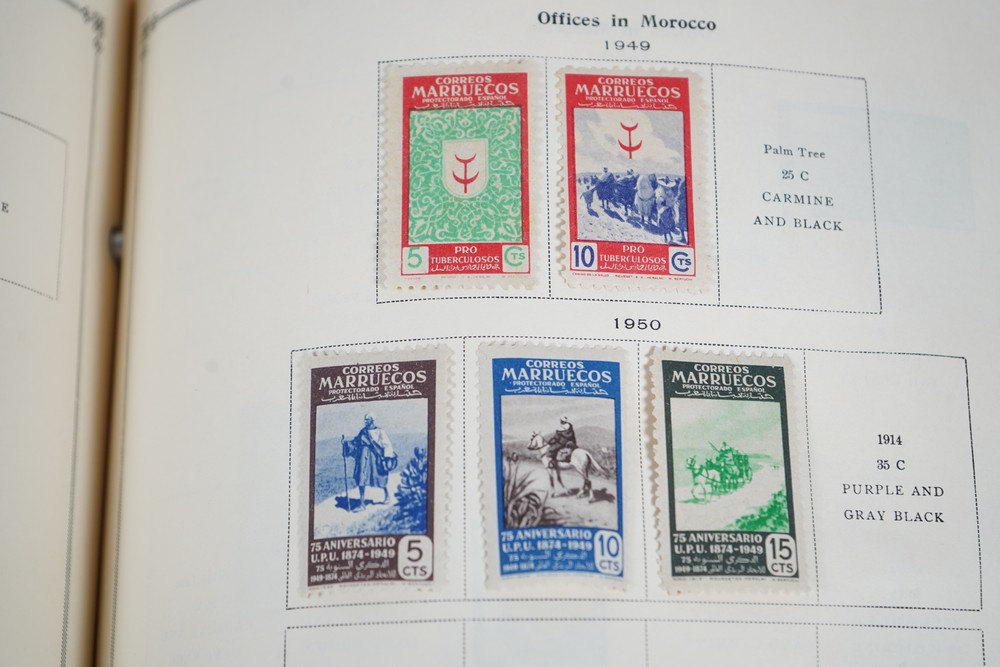 Offices in Morocco
1949
CORREOS
MARRUECOS
PROTECTORADO ESPAÑOL
5
PRO
TUBERCULOSOS
CTS
CORREOS
MARRUECOS
PROTECTORADO ESPAÑOL
10
PRO
TUBERCULOSOS
CTS
Palm Tree
25 C
CARMINE
AND BLACK
E
1950
CORREOS
MARRUECOS
PROTECTORADO ESPAÑOL
75 ANIVERSARIO
U.P.U. 1874-1949
5
CTS
CORREOS
MARRUECOS
PROTECTORADO ESPAÑOL
75 ANIVERSARIO
U.P.U. 1874-1949
10
CTS
CORREOS
MARRUECOS
PROTECTORADO ESPAÑOL
75 ANIVERSARIO
U.P.U. 1874-1949
15
CTS
1914
35 C
PURPLE AND
GRAY BLACK